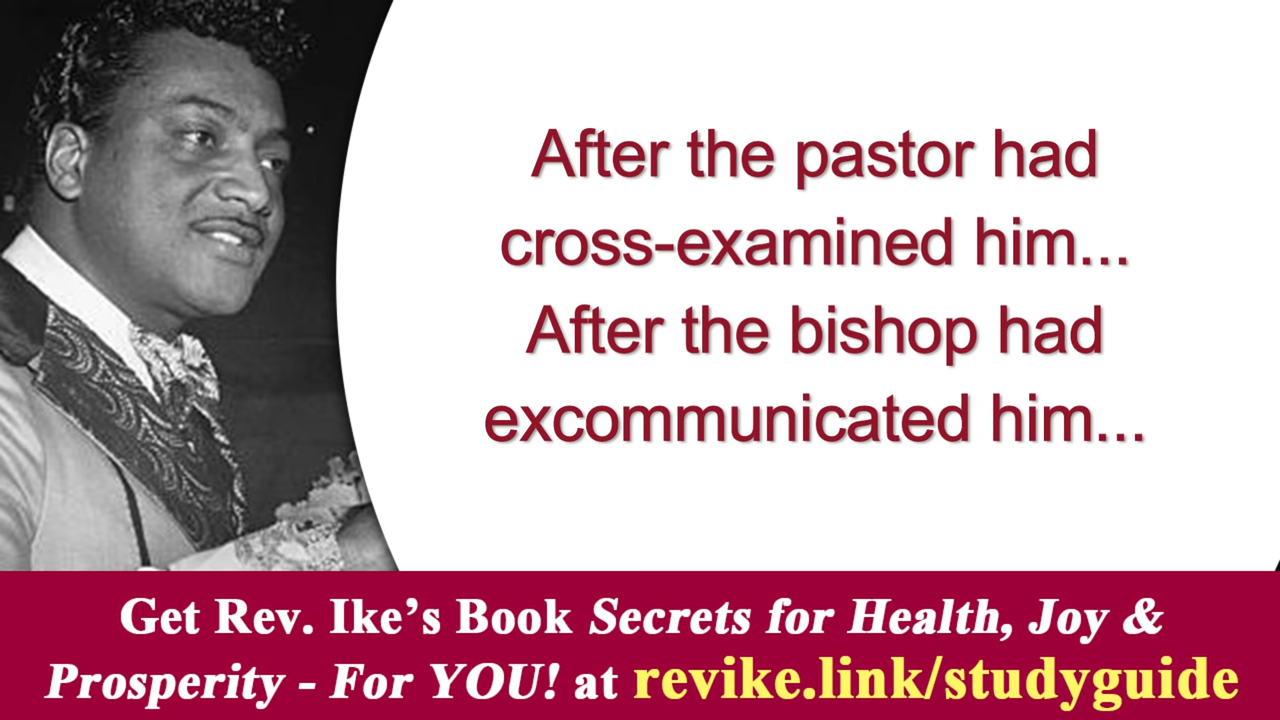 After the pastor had
cross-examined him...
After the bishop had
excommunicated him...
Get Rev. Ike’s Book Secrets for Health, Joy &
Prosperity - For YOU! at revike.link/studyguide